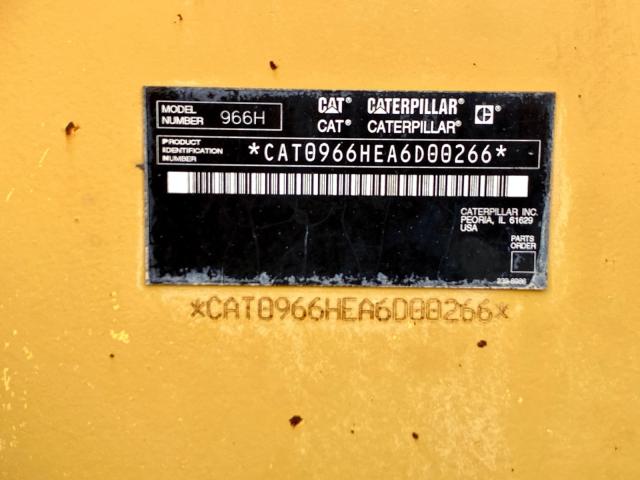 MODEL NUMBER 966H
CAT® CATERPILLAR®
CAT® CATERPILLAR®
PRODUCT
IDENTIFICATION
NUMBER
*CAT0966HEA6D00266*
CATERPILLAR INC.
PEORIA, IL 61629
USA
PARTS
ORDER
*CAT0966HEA6D00266*